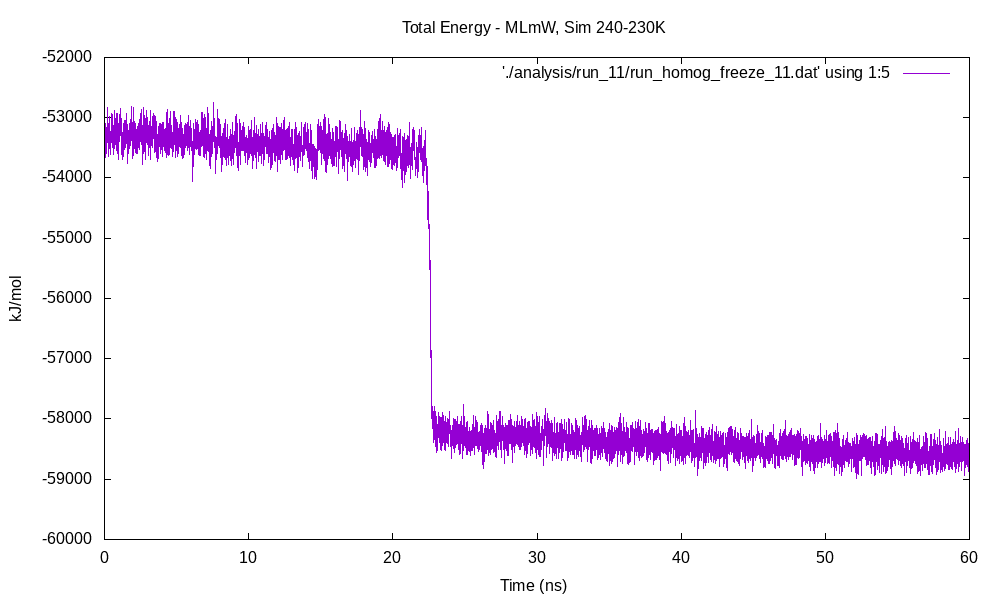 Total Energy - MLmW, Sim 240-230K
'./analysis/run_11/run_homog_freeze_11.dat' using 1:5
-52000
-53000
-54000
-55000
-56000
-57000
-58000
-59000
-60000
kJ/mol
0 10 20 30 40 50 60
Time (ns)